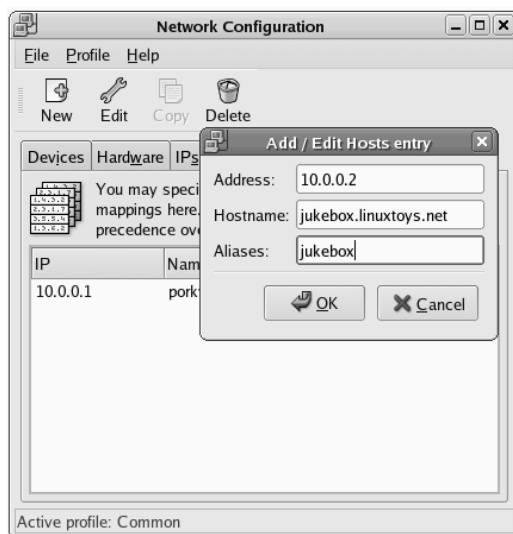 Network Configuration
File Profile Help
New Edit Copy Delete
Devices Hardware IPs
You may speci
mappings here.
precedence ov
IP Nam
10.0.0.1 pork
Add / Edit Hosts entry
Address: 10.0.0.2
Hostname: jukebox.linuxtoys.net
Aliases: jukebox
OK Cancel
Active profile: Common